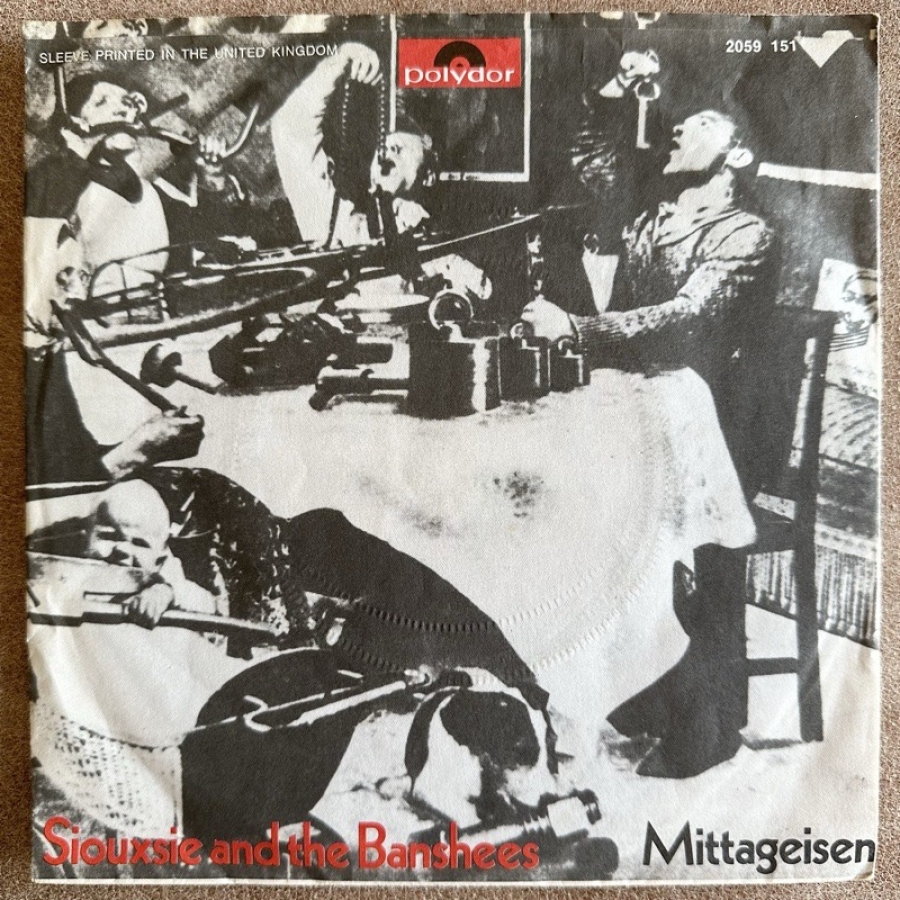 SLEEVE PRINTED IN THE UNITED KINGDOM
polydor
2059 151
Siouxsie and the Banshees
Mittageisen